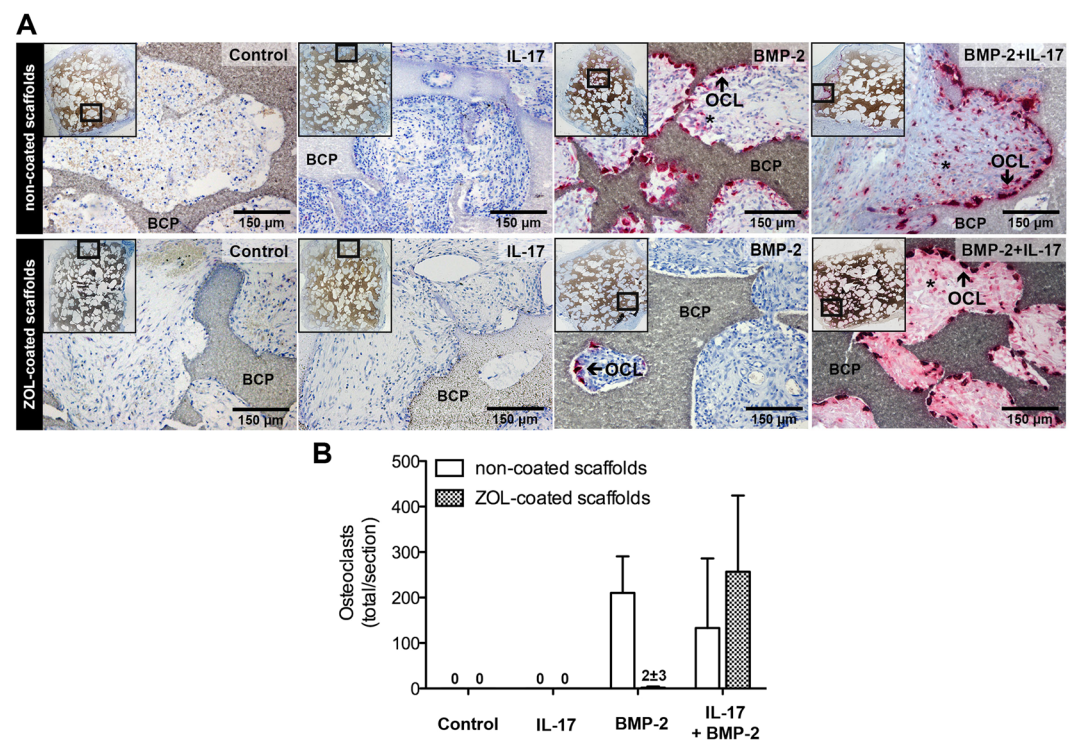 A
non-coated scaffolds
Control
BCP
150 µm
IL-17
BCP
150 µm
BMP-2
OCL
*
BCP
150 µm
BMP-2+IL-17
*
OCL
BCP
150 µm
ZOL-coated scaffolds
Control
BCP
150 µm
IL-17
BCP
150 µm
BMP-2
BCP
OCL
150 µm
BMP-2+IL-17
*
OCL
BCP
150 µm
B
non-coated scaffolds
ZOL-coated scaffolds
Osteoclasts
(total/section)
500
400
300
200
100
0
0 0 0 0 2±3
Control IL-17 BMP-2 IL-17
+ BMP-2